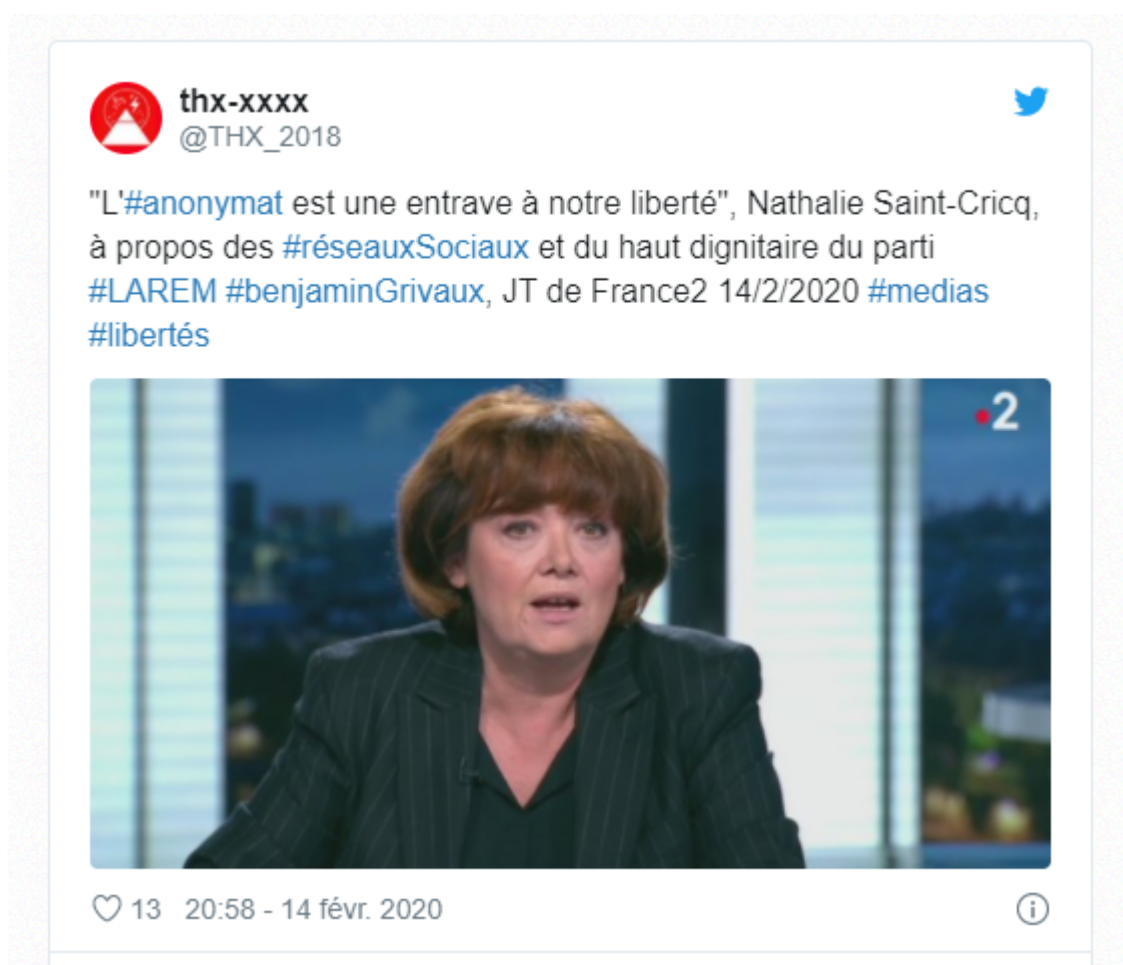 thx-xxxx
@THX_2018
"L'#anonymat est une entrave à notre liberté", Nathalie Saint-Cricq,
à propos des #réseauxSociaux et du haut dignitaire du parti
#LAREM #benjaminGrivaux, JT de France2 14/2/2020 #medias
#libertés
2
13 20:58 - 14 févr. 2020